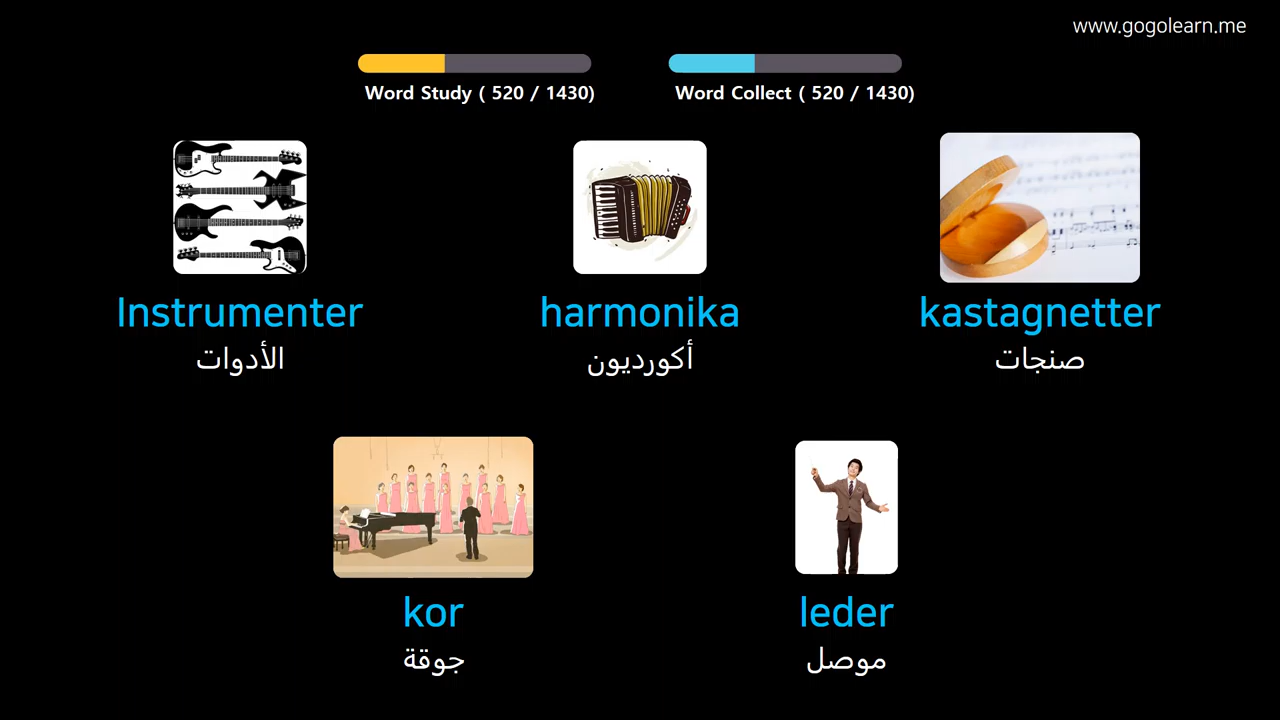 www.gogolearn.me
Word Study ( 520 / 1430)
Word Collect ( 520 / 1430)
Instrumenter
الأدوات
harmonika
أكورديون
kastagnetter
صنجات
kor
جوقة
leder
موصل